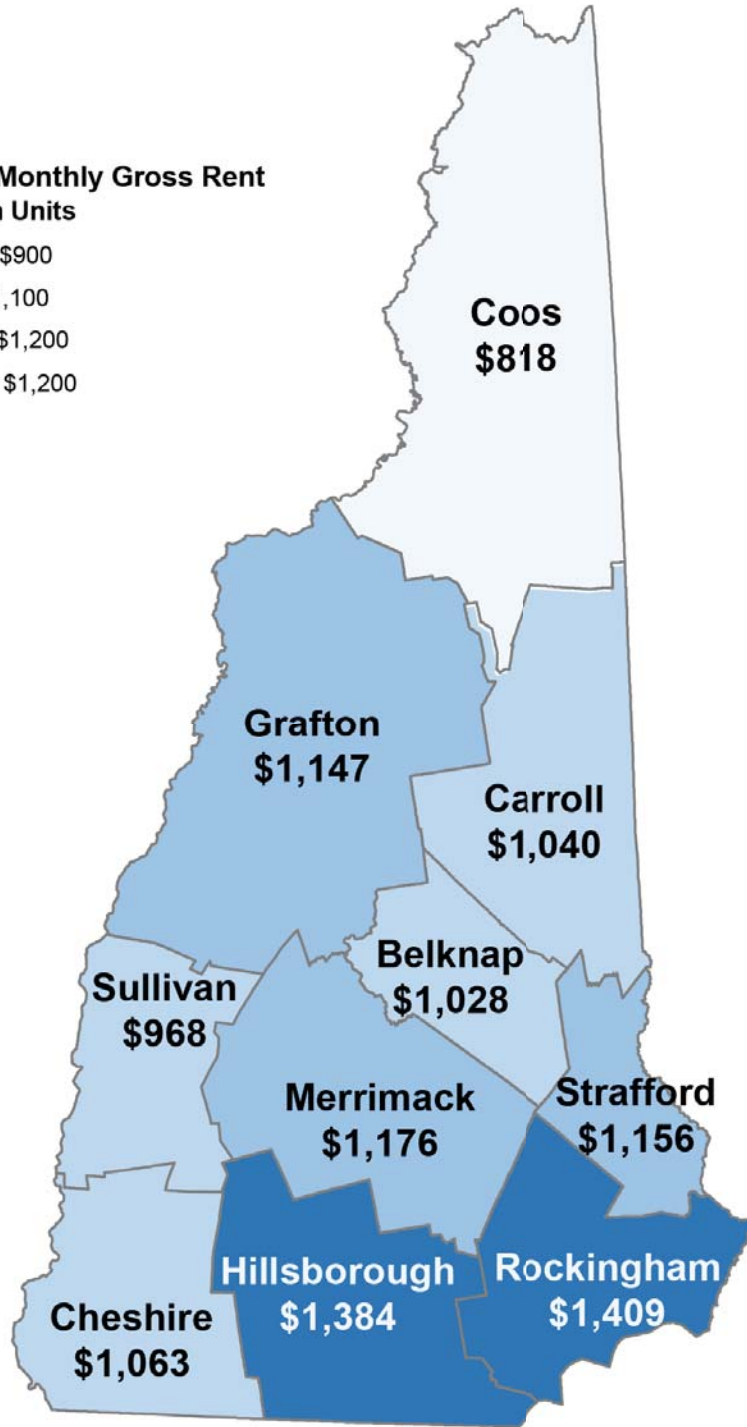 Monthly Gross Rent
Units
$900
,100
$1,200
$1,200
Coos
$818
Grafton
$1,147
Carroll
$1,040
Belknap
$1,028
Sullivan
$968
Merrimack
$1,176
Strafford
$1,156
Hillsborough
$1,384
Rockingham
$1,409
Cheshire
$1,063